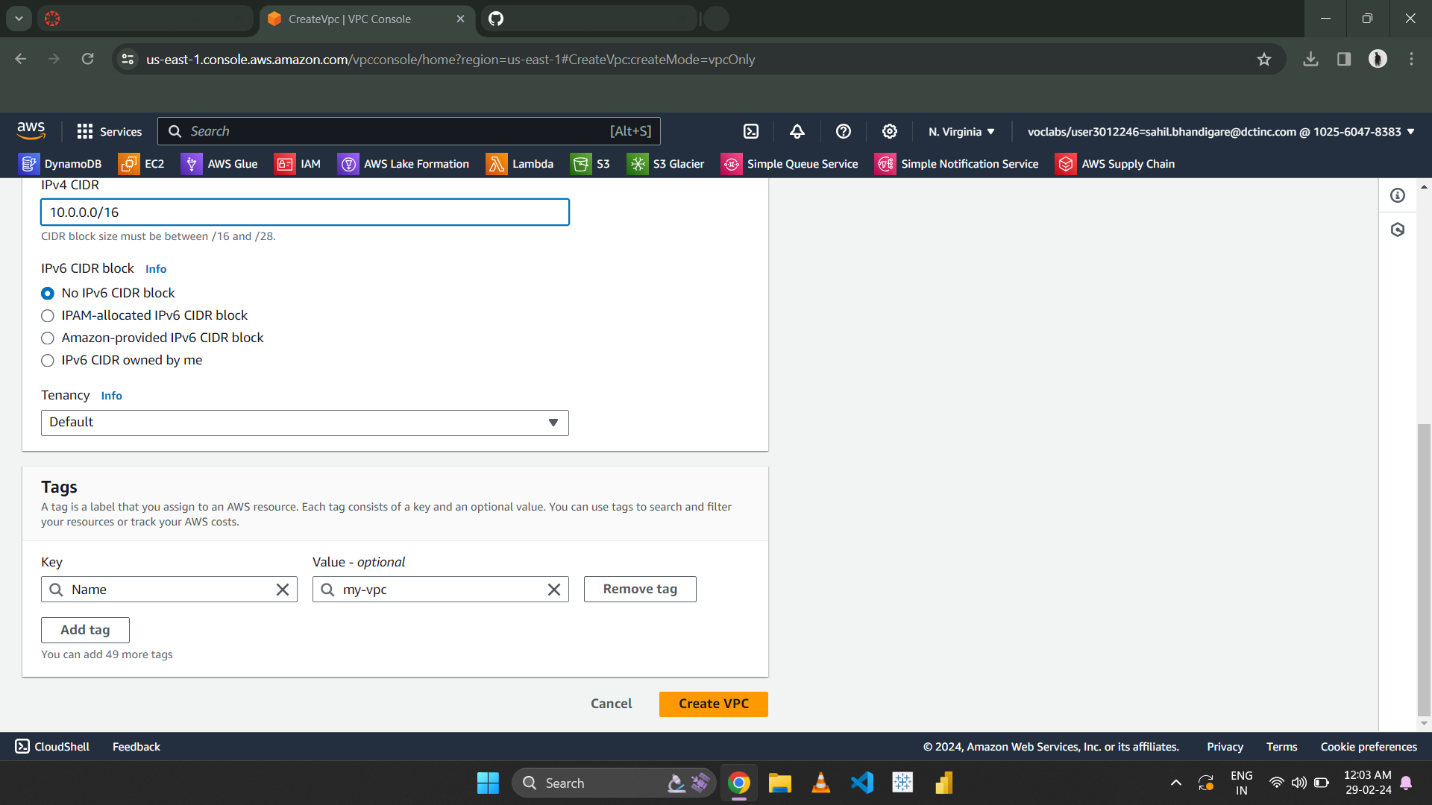 CreateVpc | VPC Console
us-east-1.console.aws.amazon.com/vpcconsole/home?region=us-east-1#CreateVpc:createMode=vpcOnly
aws
Services
Search
[Alt+S]
N. Virginia
voclabs/user3012246=sahil.bhandigare@dctinc.com @ 1025-6047-8383
DynamoDB EC2 AWS Glue IAM AWS Lake Formation Lambda S3 S3 Glacier Simple Queue Service Simple Notification Service AWS Supply Chain
IPv4 CIDR
10.0.0.0/16
CIDR block size must be between /16 and /28.
IPv6 CIDR block Info
No IPv6 CIDR block
IPAM-allocated IPv6 CIDR block
Amazon-provided IPv6 CIDR block
IPv6 CIDR owned by me
Tenancy Info
Default
Tags
A tag is a label that you assign to an AWS resource. Each tag consists of a key and an optional value. You can use tags to search and filter
your resources or track your AWS costs.
Key Value - optional
Name my-vpc Remove tag
Add tag
You can add 49 more tags
Cancel Create VPC
CloudShell Feedback © 2024, Amazon Web Services, Inc. or its affiliates. Privacy Terms Cookie preferences
Search
ENG
IN
12:03 AM
29-02-24